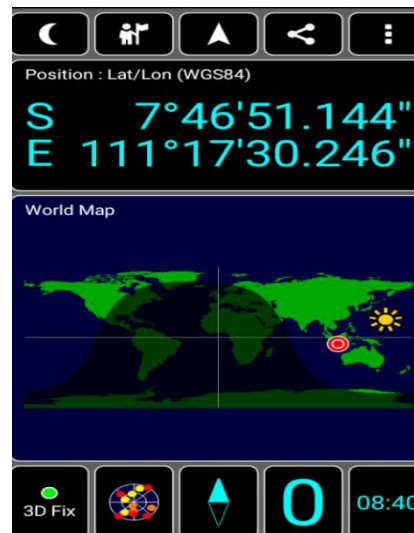 Position : Lat/Lon (WGS84)
S 7°46'51.144"
E 111°17'30.246"
World Map
3D Fix
0
08:40